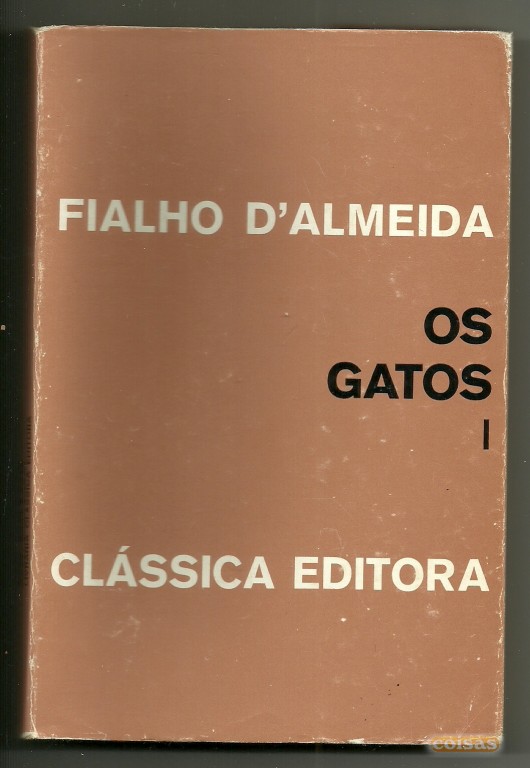 FIALHO D'ALMEIDA
OS
GATOS
I
CLÁSSICA EDITORA
coisas